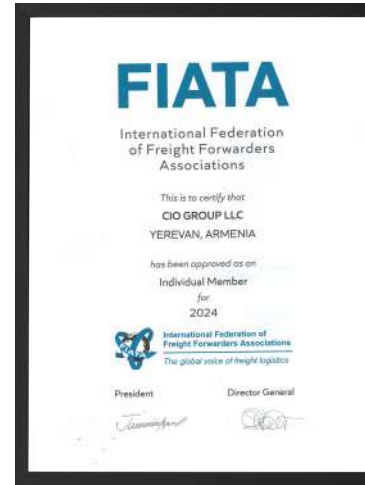 FIATA
International Federation
of Freight Forwarders
Associations
This is to certify that
CIO GROUP LLC
YEREVAN, ARMENIA
has been approved as an
Individual Member
for
2024
FIATA
International Federation of
Freight Forwarders Associations
The global voice of freight logistics
President Director General